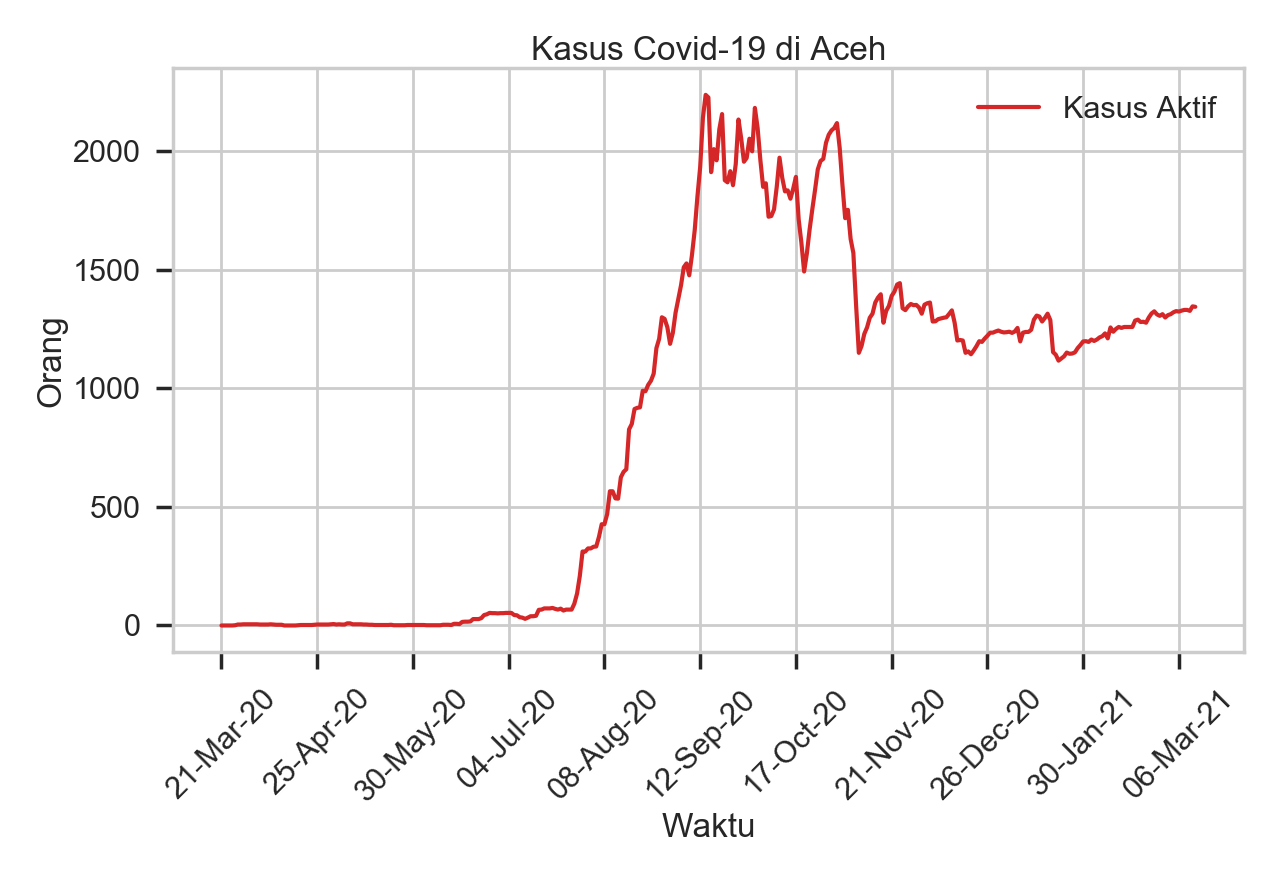 Kasus Covid-19 di Aceh
Kasus Aktif
Orang
2000
1500
1000
500
0
21-Mar-20
25-Apr-20
30-May-20
04-Jul-20
08-Aug-20
12-Sep-20
17-Oct-20
21-Nov-20
26-Dec-20
30-Jan-21
06-Mar-21
Waktu